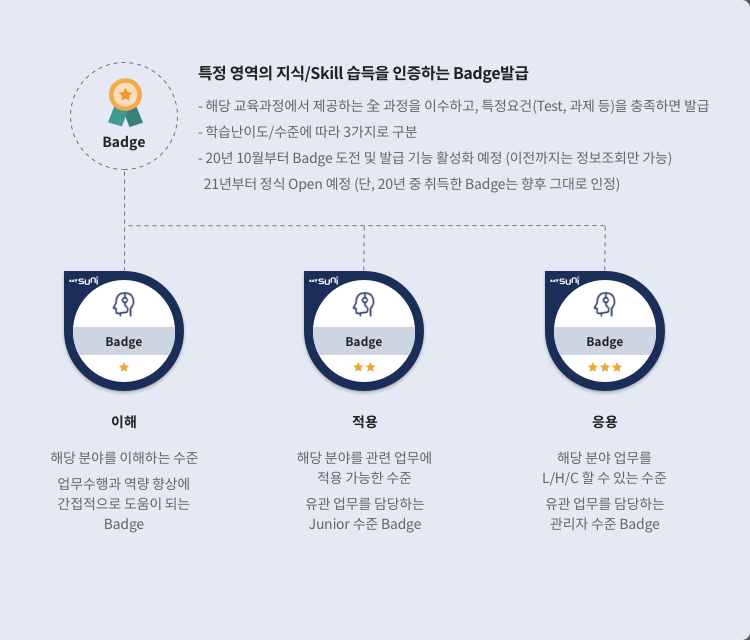 특정 영역의 지식/Skill 습득을 인증하는 Badge발급
- 해당 교육과정에서 제공하는 全 과정을 이수하고, 특정요건(Test, 과제 등)을 충족하면 발급
- 학습난이도/수준에 따라 3가지로 구분
- 20년 10월부터 Badge 도전 및 발급 기능 활성화 예정 (이전까지는 정보조회만 가능)
21년부터 정식 Open 예정 (단, 20년 중 취득한 Badge는 향후 그대로 인정)
Badge
mySUNI
Badge
이해
해당 분야를 이해하는 수준
업무수행과 역량 향상에
간접적으로 도움이 되는
Badge
mySUNI
Badge
적용
해당 분야를 관련 업무에
적용 가능한 수준
유관 업무를 담당하는
Junior 수준 Badge
mySUNI
Badge
응용
해당 분야 업무를
L/H/C 할 수 있는 수준
유관 업무를 담당하는
관리자 수준 Badge